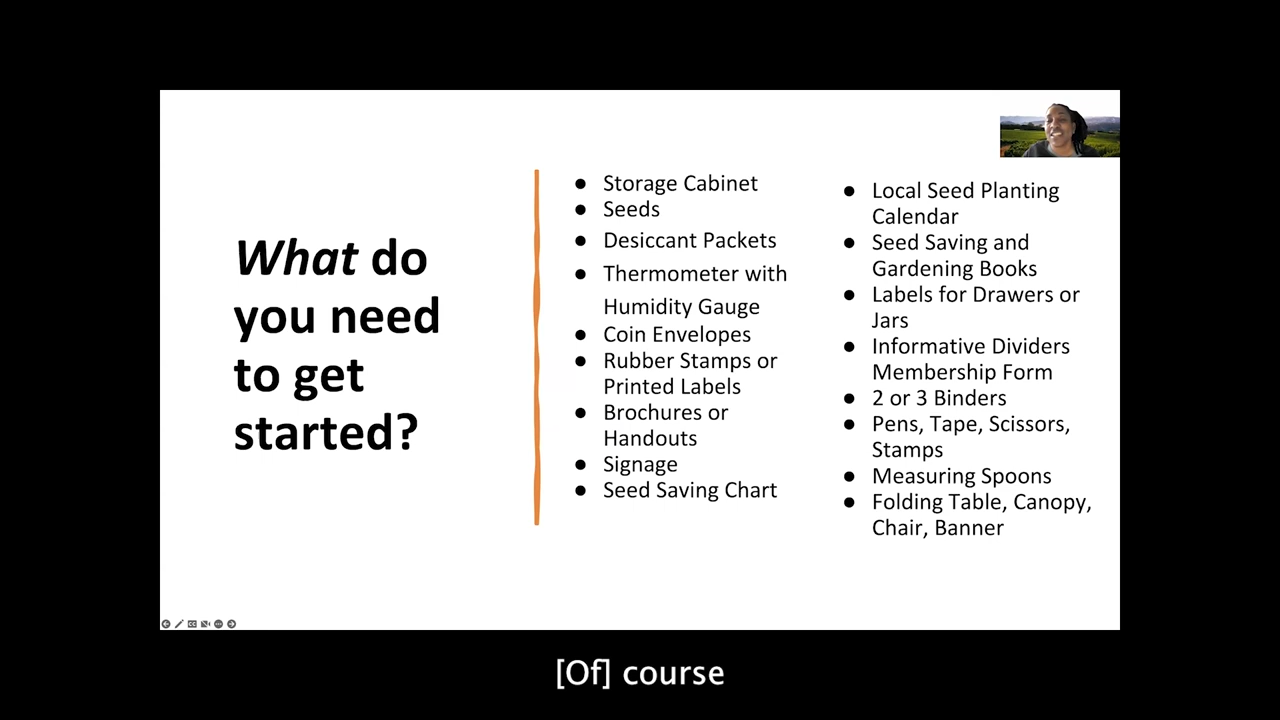 What do
you need
to get
started?
● Storage Cabinet
● Seeds
● Desiccant Packets
● Thermometer with
Humidity Gauge
● Coin Envelopes
● Rubber Stamps or
Printed Labels
● Brochures or
Handouts
● Signage
● Seed Saving Chart
● Local Seed Planting
Calendar
● Seed Saving and
Gardening Books
● Labels for Drawers or
Jars
● Informative Dividers
Membership Form
● 2 or 3 Binders
● Pens, Tape, Scissors,
Stamps
● Measuring Spoons
● Folding Table, Canopy,
Chair, Banner
[Of] course